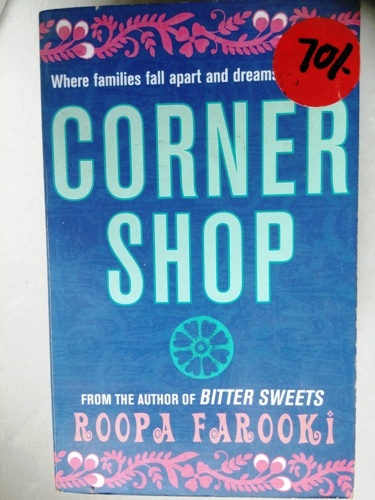 70/-
Where families fall apart and dreams
CORNER
SHOP
FROM THE AUTHOR OF BITTER SWEETS
ROOPA FAROOKI